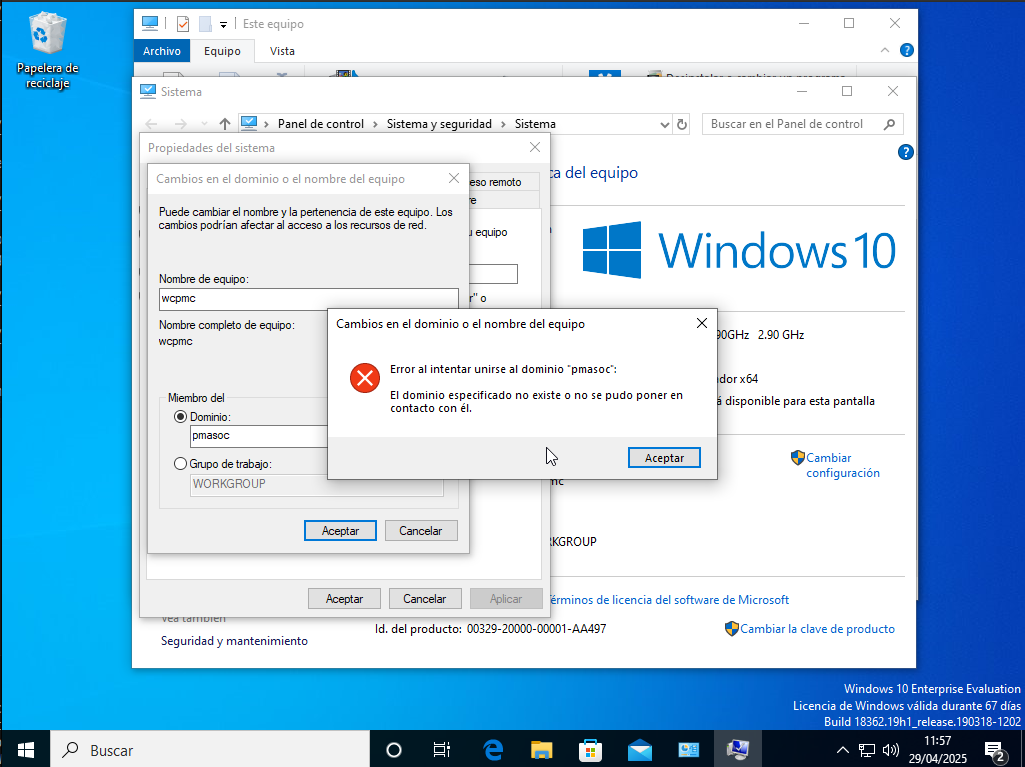 Papelera de
reciclaje
Este equipo
Archivo
Equipo
Vista
Desinstalar o cambiar un programa
Sistema
Panel de control
Sistema y seguridad
Sistema
Buscar en el Panel de control
Propiedades del sistema
Cambios en el dominio o el nombre del equipo
eso remoto
re
ca del equipo
Puede cambiar el nombre y la pertenencia de este equipo. Los
cambios podrían afectar al acceso a los recursos de red.
u equipo
Windows 10
Nombre de equipo:
wcpmc
r" o
Nombre completo de equipo:
wcpmc
Cambios en el dominio o el nombre del equipo
90GHz 2.90 GHz
Error al intentar unirse al dominio "pmasoc":
El dominio especificado no existe o no se pudo poner en
contacto con él.
Aceptar
dor x64
á disponible para esta pantalla
Miembro del
Dominio:
pmasoc
Grupo de trabajo:
WORKGROUP
Cambiar
configuración
mc
Aceptar
Cancelar
RKGROUP
Aceptar
Cancelar
Aplicar
érminos de licencia del software de Microsoft
Vea también
Seguridad y mantenimiento
Id. del producto: 00329-20000-00001-AA497
Cambiar la clave de producto
Windows 10 Enterprise Evaluation
Licencia de Windows válida durante 67 días
Build 18362.19h1_release.190318-1202
Buscar
11:57
29/04/2025
2